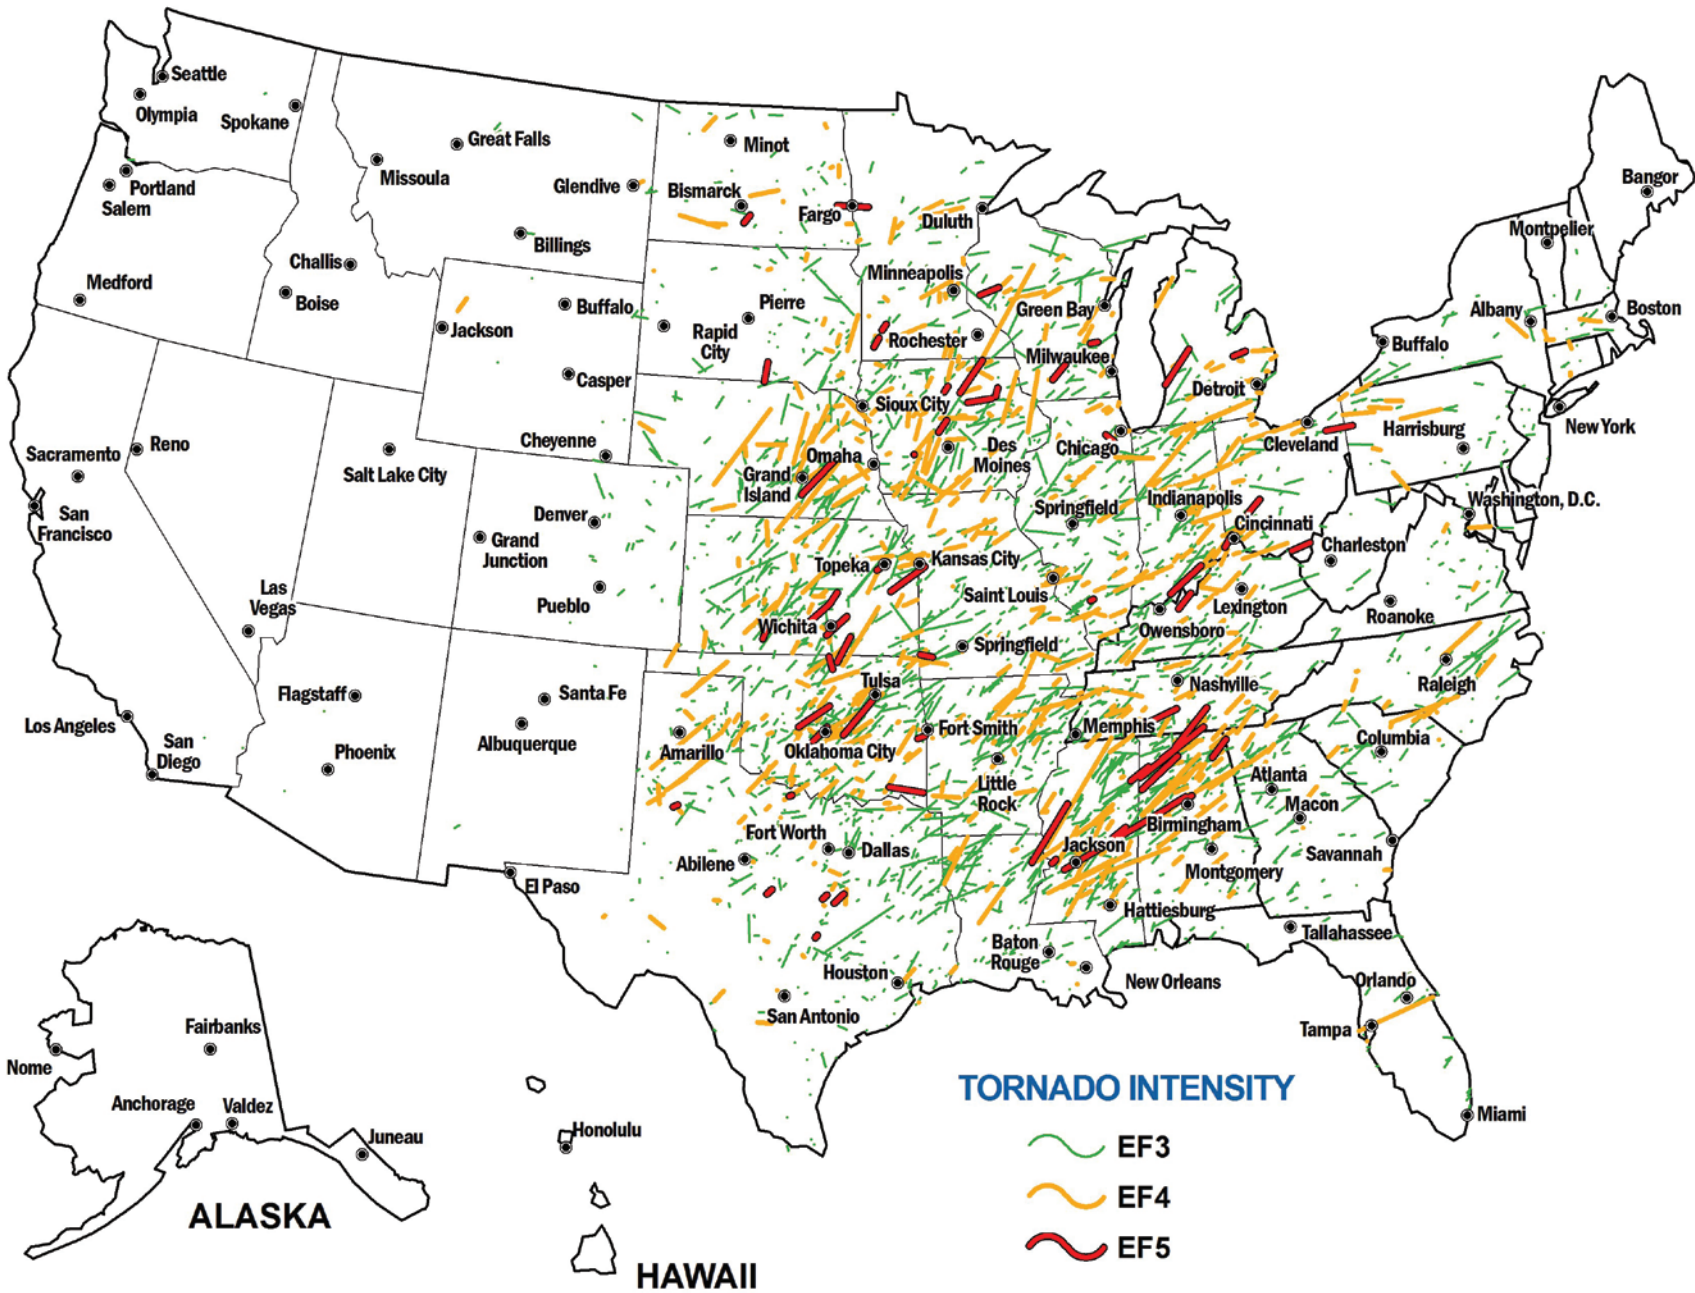 Seattle
Olympia
Spokane
Portland
Salem
Medford
Great Falls
Missoula
Glendive
Billings
Challis
Boise
Jackson
Buffalo
Casper
Cheyenne
Minot
Bismarck
Fargo
Duluth
Minneapolis
Pierre
Rapid
City
Rochester
Green Bay
Milwaukee
Detroit
Sioux City
Des
Moines
Chicago
Cleveland
Bangor
Montpelier
Albany
Boston
Buffalo
New York
Harrisburg
Washington, D.C.
Reno
Sacramento
San
Francisco
Salt Lake City
Las
Vegas
Los Angeles
San
Diego
Denver
Grand
Junction
Pueblo
Omaha
Grand
Island
Topeka
Kansas City
Wichita
Saint Louis
Springfield
Springfield
Indianapolis
Cincinnati
Charleston
Lexington
Owensboro
Roanoke
Raleigh
Nashville
Memphis
Columbia
Flagstaff
Phoenix
Santa Fe
Albuquerque
Amarillo
Tulsa
Oklahoma City
Fort Smith
Little
Rock
Fort Worth
Dallas
Abilene
El Paso
Atlanta
Macon
Birmingham
Savannah
Jackson
Montgomery
Hattiesburg
Tallahassee
Baton
Rouge
New Orleans
Houston
San Antonio
Orlando
Tampa
Miami
Fairbanks
Nome
Anchorage
Valdez
Juneau
ALASKA
Honolulu
HAWAII
TORNADO INTENSITY
EF3
EF4
EF5